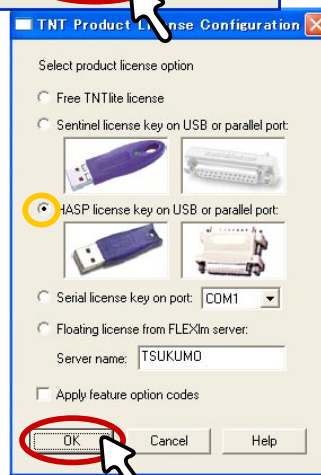 TNT Product License Configuration
Select product license option
Free TNTlite license
Sentinel license key on USB or parallel port:
HASP license key on USB or parallel port:
Serial license key on port: COM1
Floating license from FLEXlm server:
Server name: TSUKUMO
Apply feature option codes
OK Cancel Help